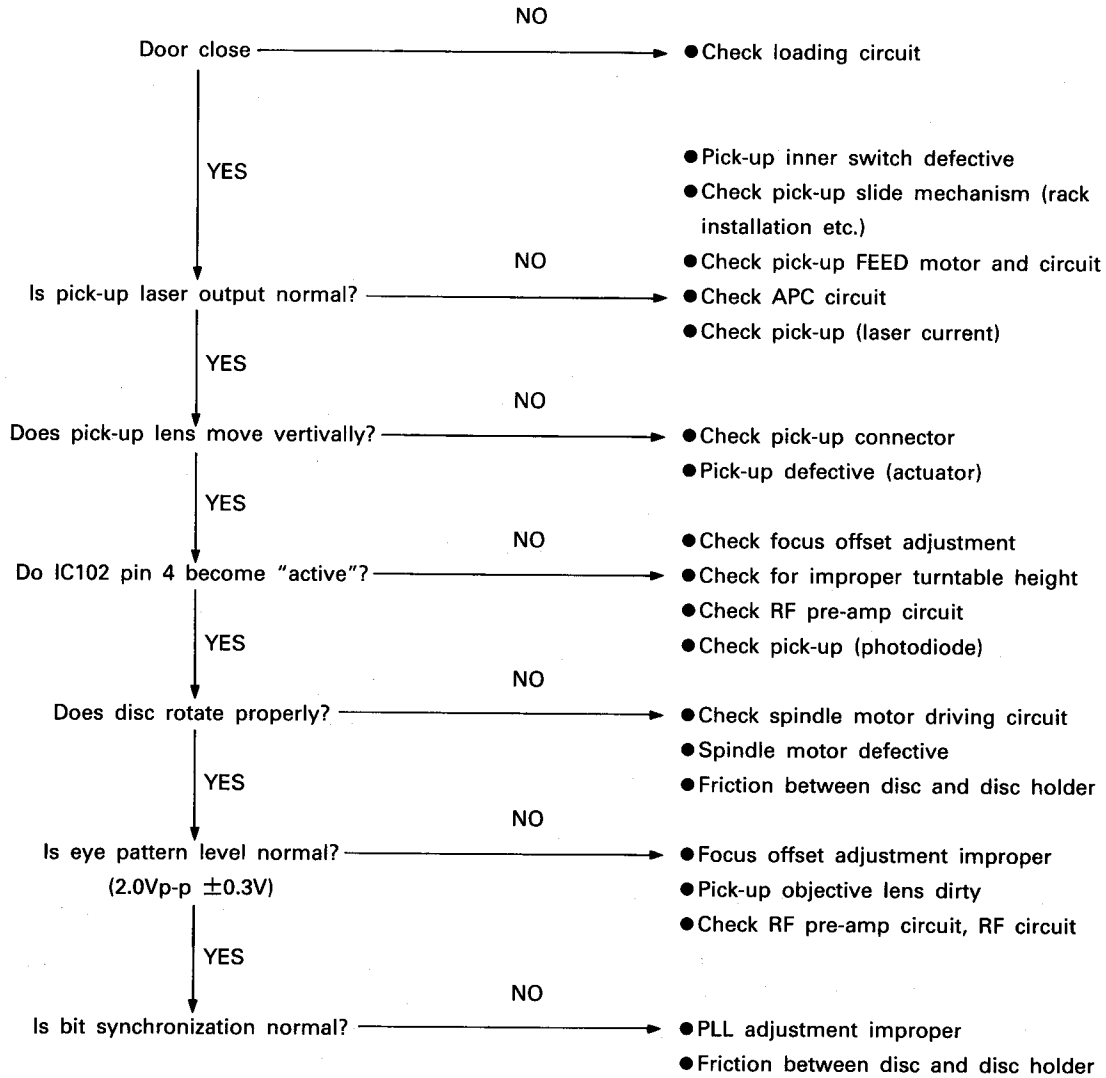 NO
Door close
●Check loading circuit
YES
●Pick-up inner switch defective
●Check pick-up slide mechanism (rack
installation etc.)
NO
●Check pick-up FEED motor and circuit
Is pick-up laser output normal?
●Check APC circuit
●Check pick-up (laser current)
YES
NO
Does pick-up lens move vertivally?
●Check pick-up connector
●Pick-up defective (actuator)
YES
NO
●Check focus offset adjustment
Do IC102 pin 4 become “active”?
●Check for improper turntable height
●Check RF pre-amp circuit
YES
●Check pick-up (photodiode)
NO
Does disc rotate properly?
●Check spindle motor driving circuit
●Spindle motor defective
YES
●Friction between disc and disc holder
NO
Is eye pattern level normal?
●Focus offset adjustment improper
(2.0Vp-p ±0.3V)
●Pick-up objective lens dirty
●Check RF pre-amp circuit, RF circuit
YES
NO
Is bit synchronization normal?
●PLL adjustment improper
●Friction between disc and disc holder